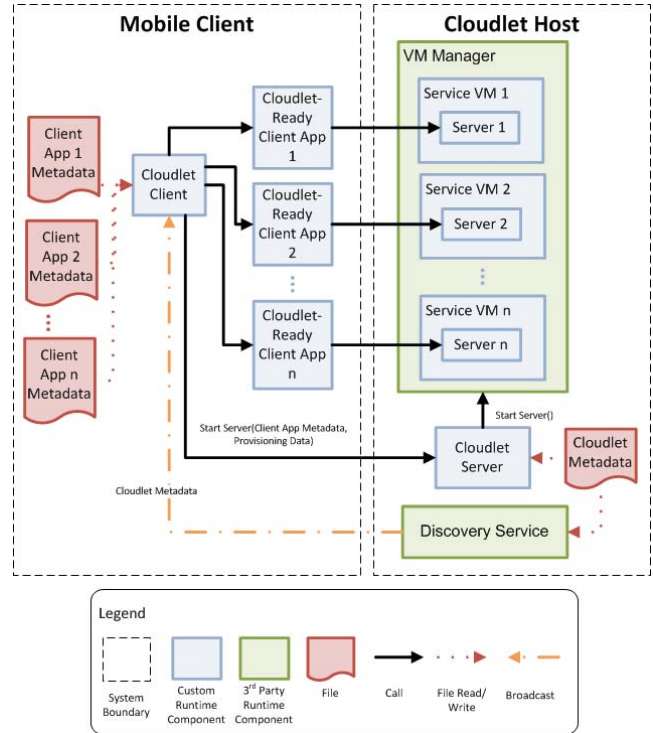 Mobile Client
Cloudlet Host
VM Manager
Client
App 1
Metadata
Client
App 2
Metadata
Client
App n
Metadata
Cloudlet
Client
Cloudlet-
Ready
Client App
1
Cloudlet-
Ready
Client App
2
Cloudlet-
Ready
Client App
n
Service VM 1
Server 1
Service VM 2
Server 2
Service VM n
Server n
Start Server()
Start Server(Client App Metadata,
Provisioning Data)
Cloudlet
Server
Cloudlet
Metadata
Cloudlet Metadata
Discovery Service
Legend
System
Boundary
Custom
Runtime
Component
3rd Party
Runtime
Component
File
Call
File Read/
Write
Broadcast